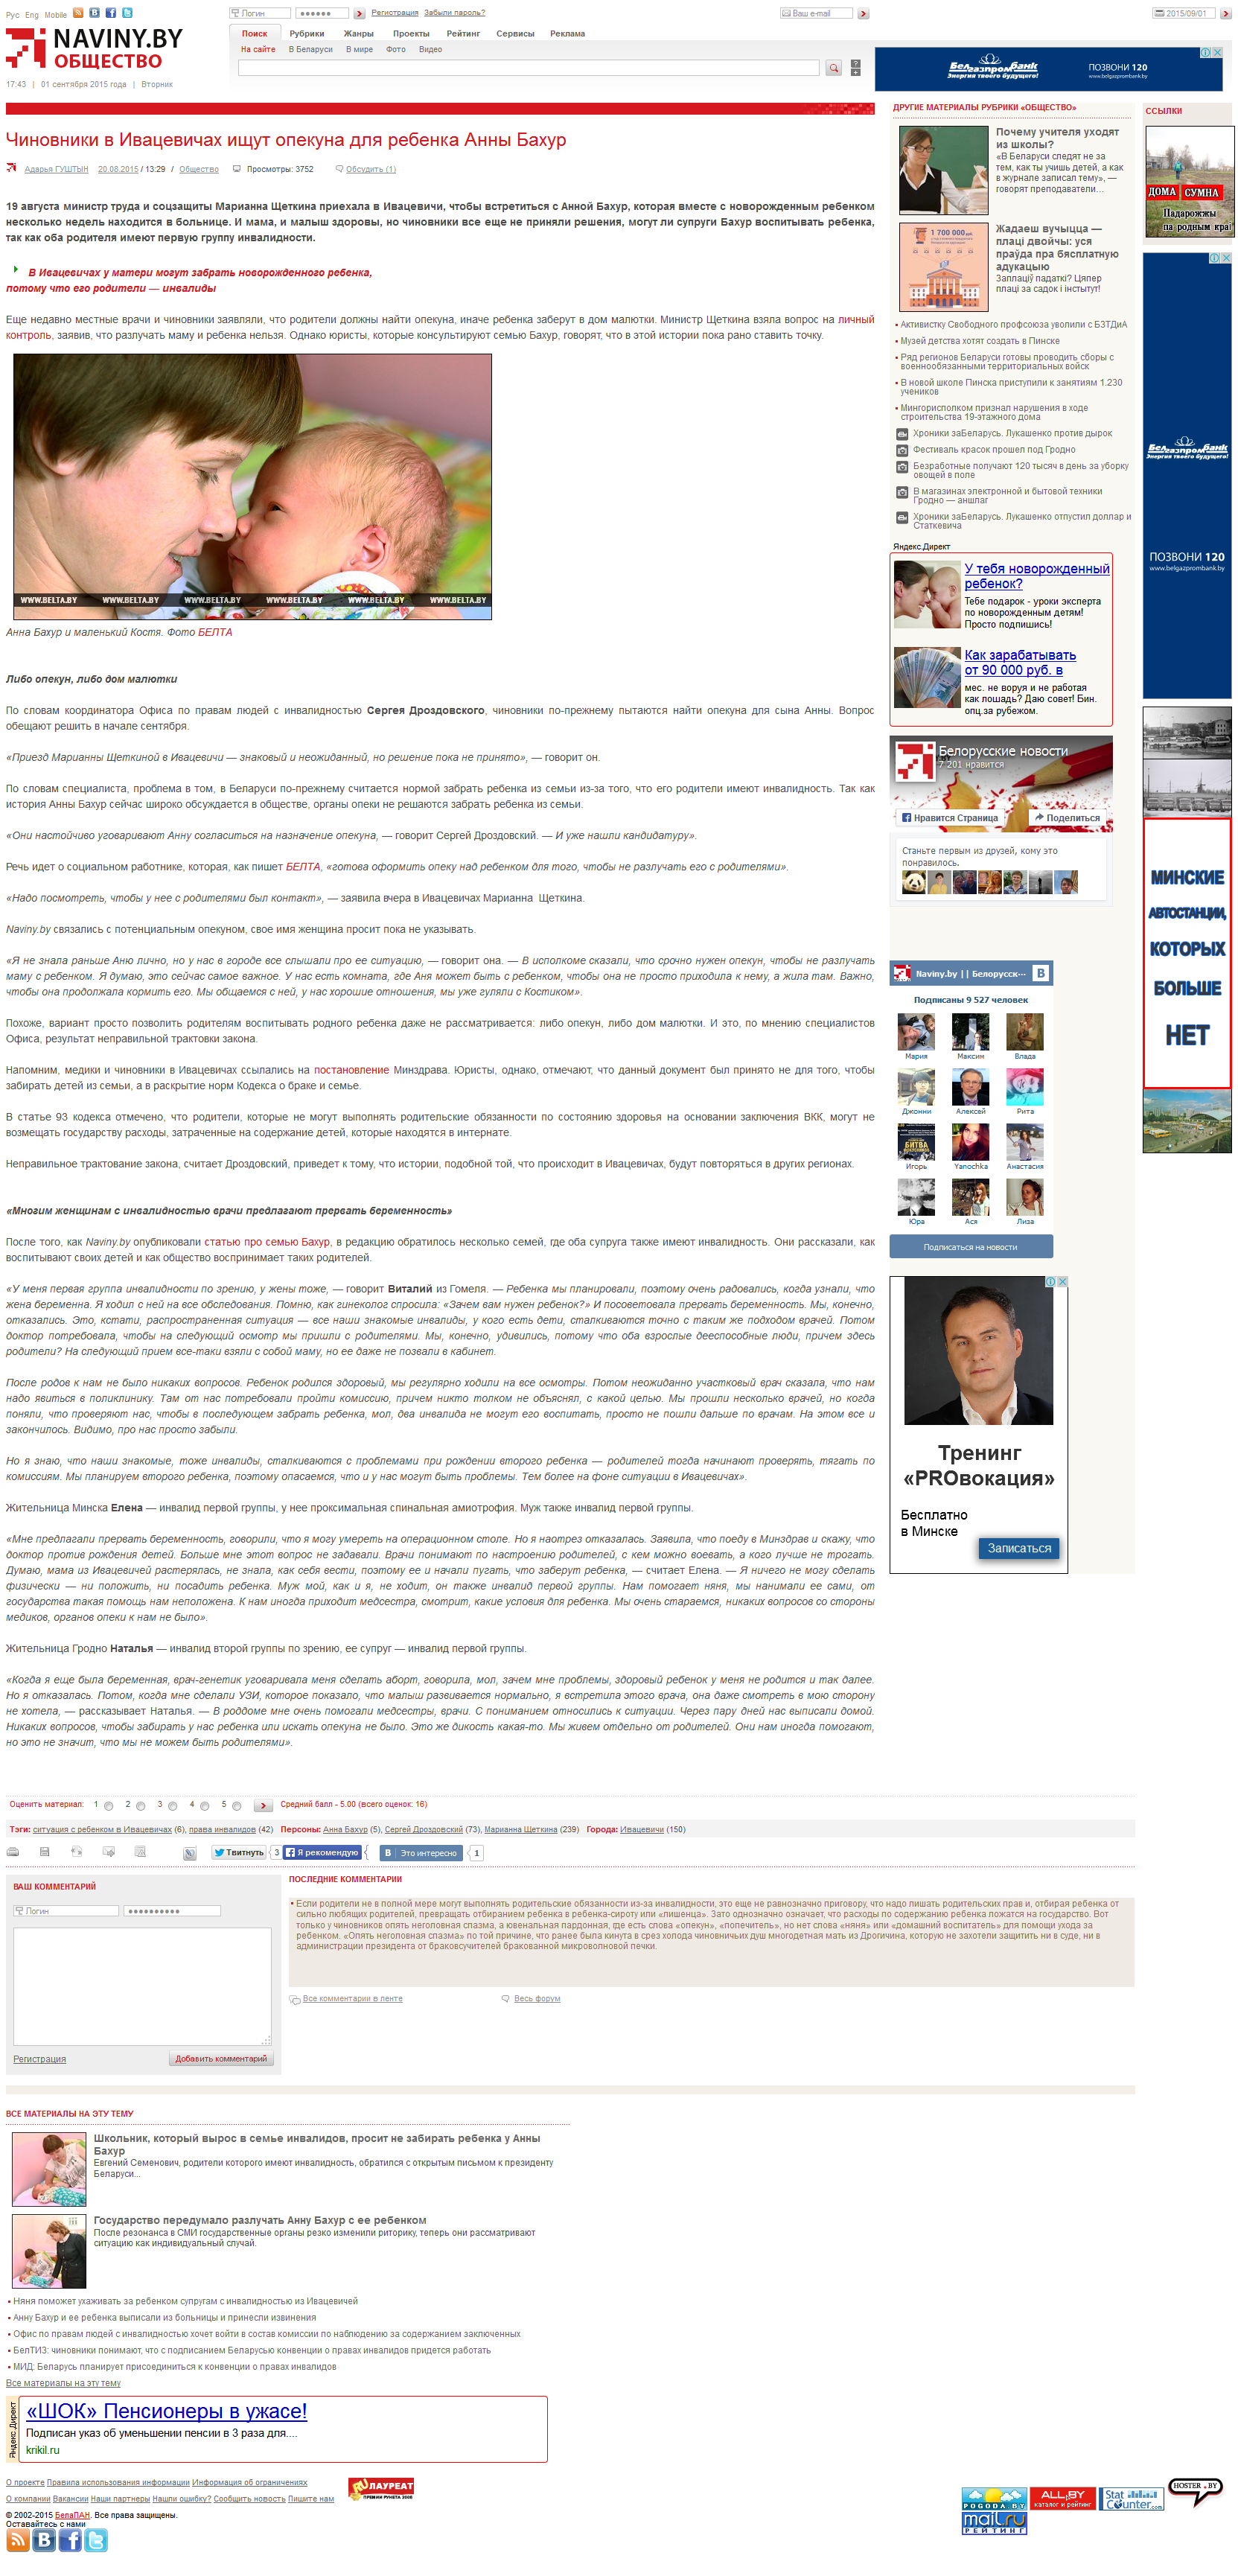 Рус Eng Mobile
Логин
Регистрация Забыли пароль?
Ваш e-mail
2015/09/01
NAVINY.BY
ОБЩЕСТВО
17:43 | 01 сентября 2015 года | Вторник
Поиск Рубрики Жанры Проекты Рейтинг Сервисы Реклама
На сайте В Беларуси В мире Фото Видео
Белгазпромбанк
Энергия твоего будущего!
ПОЗВОНИ 120
www.belgazprombank.by
Чиновники в Ивацевичах ищут опекуна для ребенка Анны Бахур
Адарья ГУШТЫН 20.08.2015 / 13:29 / Общество Просмотры: 3752 Обсудить (1)
19 августа министр труда и соцзащиты Марианна Щеткина приехала в Ивацевичи, чтобы встретиться с Анной Бахур, которая вместе с новорожденным ребенком
несколько недель находится в больнице. И мама, и малыш здоровы, но чиновники все еще не приняли решения, могут ли супруги Бахур воспитывать ребенка,
так как оба родителя имеют первую группу инвалидности.
В Ивацевичах у матери могут забрать новорожденного ребенка,
потому что его родители — инвалиды
Еще недавно местные врачи и чиновники заявляли, что родители должны найти опекуна, иначе ребенка заберут в дом малютки. Министр Щеткина взяла вопрос на личный
контроль, заявив, что разлучать маму и ребенка нельзя. Однако юристы, которые консультируют семью Бахур, говорят, что в этой истории пока рано ставить точку.
WWW.BELTA.BY WWW.BELTA.BY WWW.BELTA.BY WWW.BELTA.BY WWW.BELTA.BY WWW.BELTA.BY
Анна Бахур и маленький Костя. Фото БЕЛТА
Либо опекун, либо дом малютки
По словам координатора Офиса по правам людей с инвалидностью Сергея Дроздовского, чиновники по-прежнему пытаются найти опекуна для сына Анны. Вопрос
обещают решить в начале сентября.
«Приезд Марианны Щеткиной в Ивацевичи — знаковый и неожиданный, но решение пока не принято», — говорит он.
По словам специалиста, проблема в том, в Беларуси по-прежнему считается нормой забрать ребенка из семьи из-за того, что его родители имеют инвалидность. Так как
история Анны Бахур сейчас широко обсуждается в обществе, органы опеки не решаются забрать ребенка из семьи.
«Они настойчиво уговаривают Анну согласиться на назначение опекуна, — говорит Сергей Дроздовский. — И уже нашли кандидатуру».
Речь идет о социальном работнике, которая, как пишет БЕЛТА, «готова оформить опеку над ребенком для того, чтобы не разлучать его с родителями».
«Надо посмотреть, чтобы у нее с родителями был контакт», — заявила вчера в Ивацевичах Марианна Щеткина.
Naviny.by связались с потенциальным опекуном, свое имя женщина просит пока не указывать.
«Я не знала раньше Аню лично, но у нас в городе все слышали про ее ситуацию, — говорит она. — В исполкоме сказали, что срочно нужен опекун, чтобы не разлучать
маму с ребенком. Я думаю, это сейчас самое важное. У нас есть комната, где Аня может быть с ребенком, чтобы она не просто приходила к нему, а жила там. Важно,
чтобы она продолжала кормить его. Мы общаемся с ней, у нас хорошие отношения, мы уже гуляли с Костиком».
Похоже, вариант просто позволить родителям воспитывать родного ребенка даже не рассматривается: либо опекун, либо дом малютки. И это, по мнению специалистов
Офиса, результат неправильной трактовки закона.
Напомним, медики и чиновники в Ивацевичах ссылались на постановление Минздрава. Юристы, однако, отмечают, что данный документ был принято не для того, чтобы
забирать детей из семьи, а в раскрытие норм Кодекса о браке и семье.
В статье 93 кодекса отмечено, что родители, которые не могут выполнять родительские обязанности по состоянию здоровья на основании заключения ВКК, могут не
возмещать государству расходы, затраченные на содержание детей, которые находятся в интернате.
Неправильное трактование закона, считает Дроздовский, приведет к тому, что истории, подобной той, что происходит в Ивацевичах, будут повторяться в других регионах.
«Многим женщинам с инвалидностью врачи предлагают прервать беременность»
После того, как Naviny.by опубликовали статью про семью Бахур, в редакцию обратилось несколько семей, где оба супруга также имеют инвалидность. Они рассказали, как
воспитывают своих детей и как общество воспринимает таких родителей.
«У меня первая группа инвалидности по зрению, у жены тоже, — говорит Виталий из Гомеля. — Ребенка мы планировали, поэтому очень радовались, когда узнали, что
жена беременна. Я ходил с ней на все обследования. Помню, как гинеколог спросила: «Зачем вам нужен ребенок?» И посоветовала прервать беременность. Мы, конечно,
отказались. Это, кстати, распространенная ситуация — все наши знакомые инвалиды, у кого есть дети, сталкиваются точно с таким же подходом врачей. Потом
доктор потребовала, чтобы на следующий осмотр мы пришли с родителями. Мы, конечно, удивились, потому что оба взрослые дееспособные люди, причем здесь
родители? На следующий прием все-таки взяли с собой маму, но ее даже не позвали в кабинет.
После родов к нам не было никаких вопросов. Ребенок родился здоровый, мы регулярно ходили на все осмотры. Потом неожиданно участковый врач сказала, что нам
надо явиться в поликлинику. Там от нас потребовали пройти комиссию, причем никто толком не объяснял, с какой целью. Мы прошли несколько врачей, но когда
поняли, что проверяют нас, чтобы в последующем забрать ребенка, мол, два инвалида не могут его воспитать, просто не пошли дальше по врачам. На этом все и
закончилось. Видимо, про нас просто забыли.
Но я знаю, что наши знакомые, тоже инвалиды, сталкиваются с проблемами при рождении второго ребенка — родителей тогда начинают проверять, тягать по
комиссиям. Мы планируем второго ребенка, поэтому опасаемся, что и у нас могут быть проблемы. Тем более на фоне ситуации в Ивацевичах».
Жительница Минска Елена — инвалид первой группы, у нее проксимальная спинальная амиотрофия. Муж также инвалид первой группы.
«Мне предлагали прервать беременность, говорили, что я могу умереть на операционном столе. Но я наотрез отказалась. Заявила, что поеду в Минздрав и скажу, что
доктор против рождения детей. Больше мне этот вопрос не задавали. Врачи понимают по настроению родителей, с кем можно воевать, а кого лучше не трогать.
Думаю, мама из Ивацевичей растерялась, не знала, как себя вести, поэтому ее и начали пугать, что заберут ребенка, — считает Елена. — Я ничего не могу сделать
физически — ни положить, ни посадить ребенка. Муж мой, как и я, не ходит, он также инвалид первой группы. Нам помогает няня, мы нанимали ее сами, от
государства такая помощь нам неположена. К нам иногда приходит медсестра, смотрит, какие условия для ребенка. Мы очень стараемся, никаких вопросов со стороны
медиков, органов опеки к нам не было».
Жительница Гродно Наталья — инвалид второй группы по зрению, ее супруг — инвалид первой группы.
«Когда я еще была беременная, врач-генетик уговаривала меня сделать аборт, говорила, мол, зачем мне проблемы, здоровый ребенок у меня не родится и так далее.
Но я отказалась. Потом, когда мне сделали УЗИ, которое показало, что малыш развивается нормально, я встретила этого врача, она даже смотреть в мою сторону
не хотела, — рассказывает Наталья. — В роддоме мне очень помогали медсестры, врачи. С пониманием относились к ситуации. Через пару дней нас выписали домой.
Никаких вопросов, чтобы забирать у нас ребенка или искать опекуна не было. Это же дикость какая-то. Мы живем отдельно от родителей. Они нам иногда помогают,
но это не значит, что мы не можем быть родителями».
Оценить материал: 1 2 3 4 5 Средний балл - 5.00 (всего оценок: 16)
Тэги: ситуация с ребенком в Ивацевичах (6), права инвалидов (42) Персоны: Анна Бахур (5), Сергей Дроздовский (73), Марианна Щеткина (239) Города: Ивацевичи (150)
Твитнуть 3 Я рекомендую Это интересно 1
ВАШ КОММЕНТАРИЙ
Логин
Регистрация
Добавить комментарий
ПОСЛЕДНИЕ КОММЕНТАРИИ
Если родители не в полной мере могут выполнять родительские обязанности из-за инвалидности, это еще не равнозначно приговору, что надо лишать родительских прав и, отбирая ребенка от
сильно любящих родителей, превращать отбиранием ребенка в ребенка-сироту или «лишенца». Зато однозначно означает, что расходы по содержанию ребенка ложатся на государство. Вот
только у чиновников опять неголовная спазма, а ювенальная пардонная, где есть слова «опекун», «попечитель», но нет слова «няня» или «домашний воспитатель» для помощи ухода за
ребенком. «Опять неголовная спазма» по той причине, что ранее была кинута в срез холода чиновничьих душ многодетная мать из Дрогичина, которую не захотели защитить ни в суде, ни в
администрации президента от браковсучителей бракованной микроволновой печки.
Все комментарии в ленте Весь форум
ВСЕ МАТЕРИАЛЫ НА ЭТУ ТЕМУ
Школьник, который вырос в семье инвалидов, просит не забирать ребенка у Анны
Бахур
Евгений Семенович, родители которого имеют инвалидность, обратился с открытым письмом к президенту
Беларуси...
Государство передумало разлучать Анну Бахур с ее ребенком
После резонанса в СМИ государственные органы резко изменили риторику, теперь они рассматривают
ситуацию как индивидуальный случай.
Няня поможет ухаживать за ребенком супругам с инвалидностью из Ивацевичей
Анну Бахур и ее ребенка выписали из больницы и принесли извинения
Офис по правам людей с инвалидностью хочет войти в состав комиссии по наблюдению за содержанием заключенных
БелТИЗ: чиновники понимают, что с подписанием Беларусью конвенции о правах инвалидов придется работать
МИД: Беларусь планирует присоединиться к конвенции о правах инвалидов
Все материалы на эту тему
Яндекс.Директ
«ШОК» Пенсионеры в ужасе!
Подписан указ об уменьшении пенсии в 3 раза для....
krikil.ru
О проекте Правила использования информации Информация об ограничениях
О компании Вакансии Наши партнеры Нашли ошибку? Сообщить новость Пишите нам
© 2002-2015 БелаПАН. Все права защищены.
Оставайтесь с нами
RU ЛАУРЕАТ
ПРЕМИИ РУНЕТА 2005
POGODA.BY
ALL.BY
каталог и рейтинг
Stat Counter.com
HOSTER.BY
mail.ru
РЕЙТИНГ
ДРУГИЕ МАТЕРИАЛЫ РУБРИКИ «ОБЩЕСТВО»
Почему учителя уходят
из школы?
«В Беларуси следят не за
тем, как ты учишь детей, а как
в журнале записал тему», —
говорят преподаватели...
1 700 000 руб.
Жадаеш вучыцца —
плаці двойчы: уся
праўда пра бясплатную
адукацыю
Заплаціў падаткі? Цяпер
плаці за садок і інстытут!
Активистку Свободного профсоюза уволили с БЗТДиА
Музей детства хотят создать в Пинске
Ряд регионов Беларуси готовы проводить сборы с
военнообязанными территориальных войск
В новой школе Пинска приступили к занятиям 1.230
учеников
Мингорисполком признал нарушения в ходе
строительства 19-этажного дома
Хроники заБеларусь. Лукашенко против дырок
Фестиваль красок прошел под Гродно
Безработные получают 120 тысяч в день за уборку
овощей в поле
В магазинах электронной и бытовой техники
Гродно — аншлаг
Хроники заБеларусь. Лукашенко отпустил доллар и
Статкевича
Яндекс.Директ
У тебя новорожденный
ребенок?
Тебе подарок - уроки эксперта
по новорожденным детям!
Просто подпишись!
Как зарабатывать
от 90 000 руб. в
мес. не воруя и не работая
как лошадь? Даю совет! Бин.
опц.за рубежом.
Белорусские новости
7 201 нравится
Нравится Страница Поделиться
Станьте первым из друзей, кому это
понравилось.
Naviny.by || Белорусск···
Подписаны 9 527 человек
Мария Максим Влада
Джонни Алексей Рита
БИТВА
Игорь Yanochka Анастасия
Юра Ася Лиза
Подписаться на новости
Тренинг
«PROвокация»
Бесплатно
в Минске
Записаться
ССЫЛКИ
ДОМА СУМНА
Падарожжы
па родным краі!
Белгазпромбанк
Энергия твоего будущего!
ПОЗВОНИ 120
www.belgazprombank.by
МИНСКИЕ
АВТОСТАНЦИИ,
КОТОРЫХ
БОЛЬШЕ
НЕТ